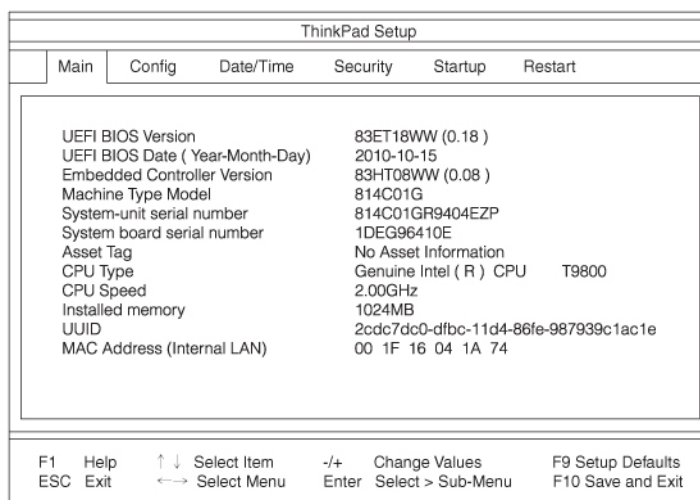 ThinkPad Setup
Main Config Date/Time Security Startup Restart
UEFI BIOS Version 83ET18WW (0.18 )
UEFI BIOS Date ( Year-Month-Day) 2010-10-15
Embedded Controller Version 83HT08WW (0.08 )
Machine Type Model 814C01G
System-unit serial number 814C01GR9404EZP
System board serial number 1DEG96410E
Asset Tag No Asset Information
CPU Type Genuine Intel ( R ) CPU T9800
CPU Speed 2.00GHz
Installed memory 1024MB
UUID 2cdc7dc0-dfbc-11d4-86fe-987939c1ac1e
MAC Address (Internal LAN) 00 1F 16 04 1A 74
F1 Help ↑ ↓ Select Item -/+ Change Values F9 Setup Defaults
ESC Exit ←→ Select Menu Enter Select > Sub-Menu F10 Save and Exit